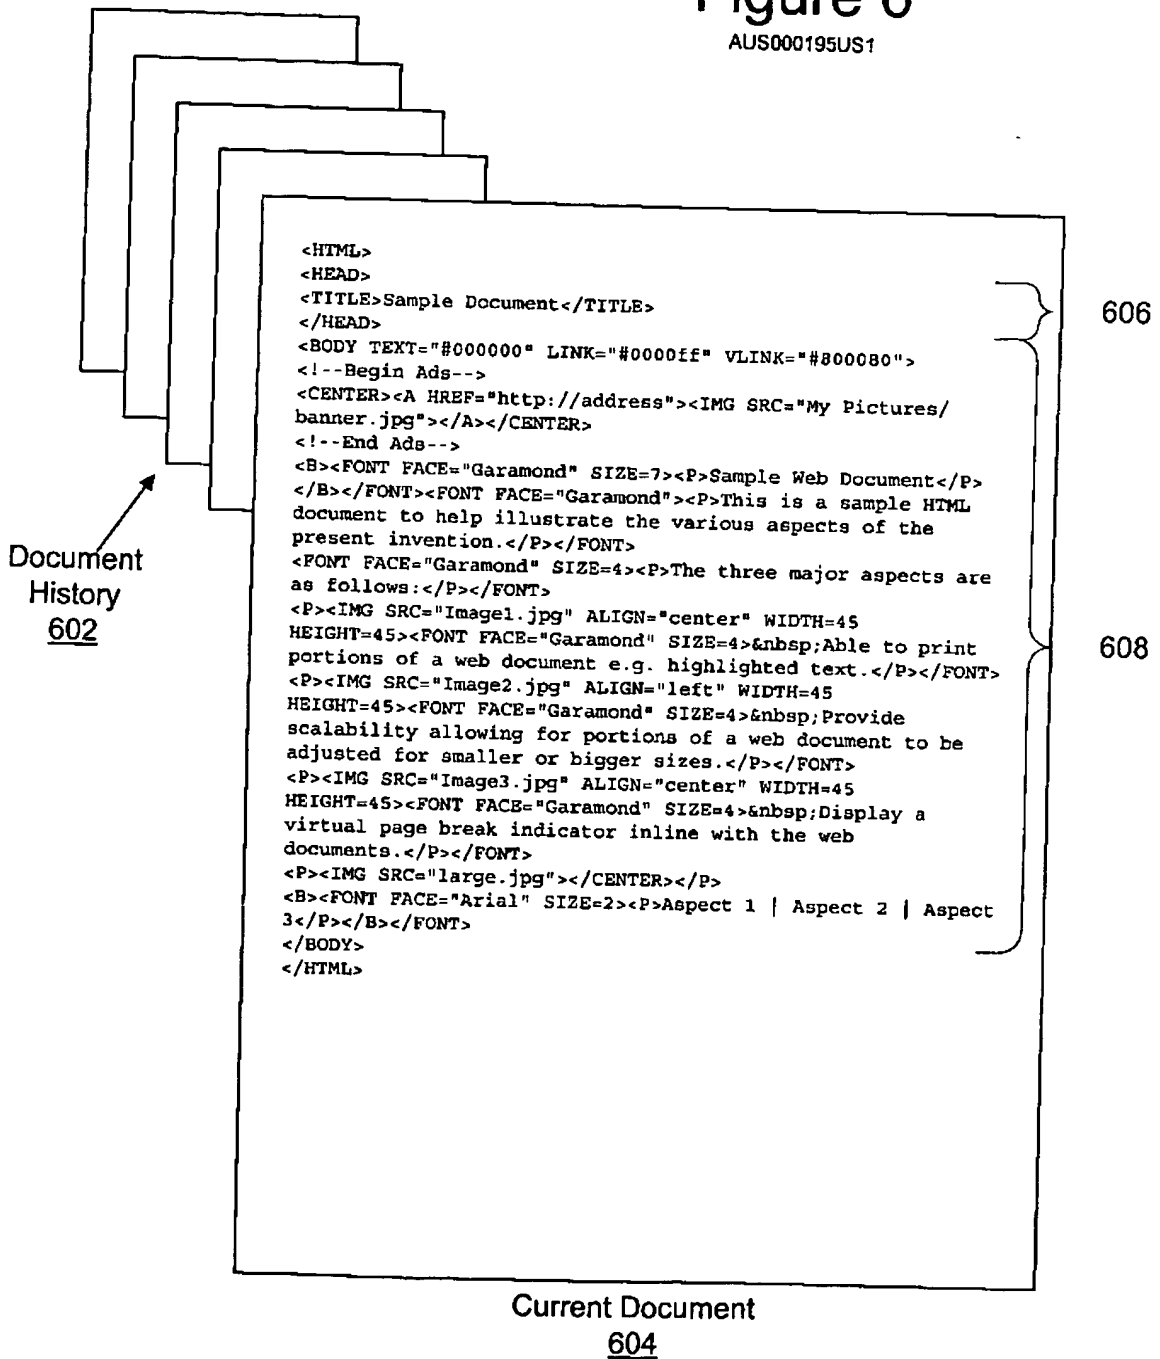 Figure 6
AUS000195US1
<HTML>
<HEAD>
<TITLE>Sample Document</TITLE>
</HEAD>
<BODY TEXT="#000000" LINK="#0000ff" VLINK="#800080">
<!--Begin Ads-->
<CENTER><A HREF="http://address"><IMG SRC="My Pictures/
banner.jpg"></A></CENTER>
<!--End Ads-->
<B><FONT FACE="Garamond" SIZE=7><P>Sample Web Document</P>
</B></FONT><FONT FACE="Garamond"><P>This is a sample HTML
document to help illustrate the various aspects of the
present invention.</P></FONT>
<FONT FACE="Garamond" SIZE=4><P>The three major aspects are
as follows:</P></FONT>
<P><IMG SRC="Image1.jpg" ALIGN="center" WIDTH=45
HEIGHT=45><FONT FACE="Garamond" SIZE=4>&nbsp;Able to print
portions of a web document e.g. highlighted text.</P></FONT>
<P><IMG SRC="Image2.jpg" ALIGN="left" WIDTH=45
HEIGHT=45><FONT FACE="Garamond" SIZE=4>&nbsp;Provide
scalability allowing for portions of a web document to be
adjusted for smaller or bigger sizes.</P></FONT>
<P><IMG SRC="Image3.jpg" ALIGN="center" WIDTH=45
HEIGHT=45><FONT FACE="Garamond" SIZE=4>&nbsp;Display a
virtual page break indicator inline with the web
documents.</P></FONT>
<P><IMG SRC="large.jpg"></CENTER></P>
<B><FONT FACE="Arial" SIZE=2><P>Aspect 1 | Aspect 2 | Aspect
3</P></B></FONT>
</BODY>
</HTML>
606
608
Document
History
602
Current Document
604